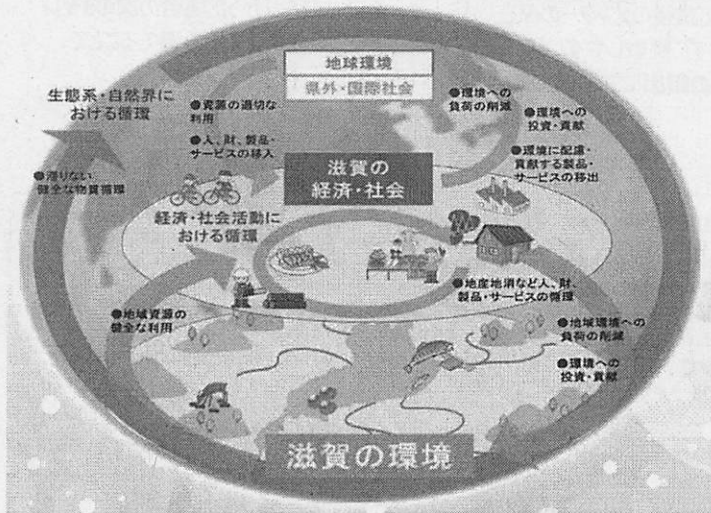 地球環境
県外・国際社会
生態系・自然界に
おける循環
●滞りない
健全な物質循環
●資源の適切な
利用
●人、財、製品・
サービスの移入
●環境への
負荷の削減
●環境への
投資・貢献
●環境に配慮・
貢献する製品・
サービスの移出
滋賀の
経済・社会
経済・社会活動に
おける循環
●地産地消など人、財、
製品・サービスの循環
●地域資源の
健全な利用
●地域環境への
負荷の削減
●環境への
投資・貢献
滋賀の環境